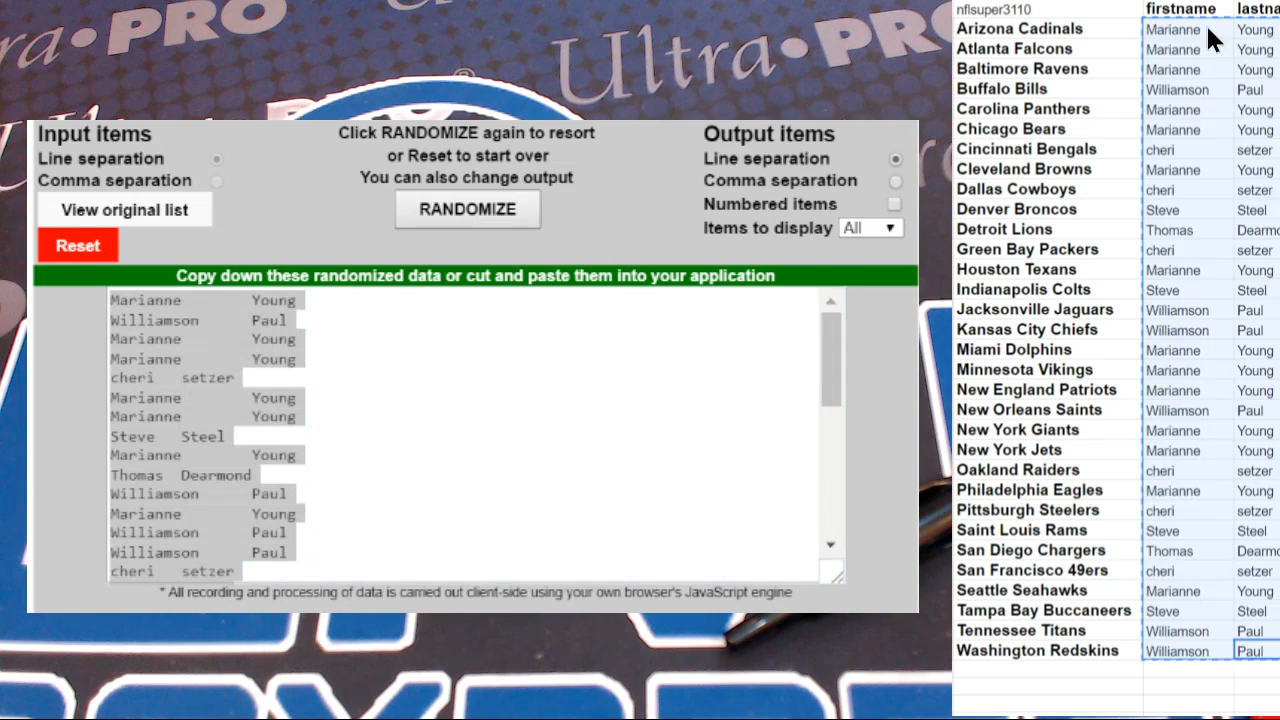 tra•PRO
Ultra•PRO
Input items
Line separation
Comma separation
View original list
Reset
Click RANDOMIZE again to resort
or Reset to start over
You can also change output
RANDOMIZE
Output items
Line separation
Comma separation
Numbered items
Items to display All
Copy down these randomized data or cut and paste them into your application
Marianne Young
Williamson Paul
Marianne Young
Marianne Young
cheri setzer
Marianne Young
Marianne Young
Steve Steel
Marianne Young
Thomas Dearmond
Williamson Paul
Marianne Young
Williamson Paul
Williamson Paul
cheri setzer
* All recording and processing of data is carried out client-side using your own browser's JavaScript engine
nflsuper3110 firstname lastna
Arizona Cadinals Marianne Young
Atlanta Falcons Marianne Young
Baltimore Ravens Marianne Young
Buffalo Bills Williamson Paul
Carolina Panthers Marianne Young
Chicago Bears Marianne Young
Cincinnati Bengals cheri setzer
Cleveland Browns Marianne Young
Dallas Cowboys cheri setzer
Denver Broncos Steve Steel
Detroit Lions Thomas Dearmo
Green Bay Packers cheri setzer
Houston Texans Marianne Young
Indianapolis Colts Steve Steel
Jacksonville Jaguars Williamson Paul
Kansas City Chiefs Williamson Paul
Miami Dolphins Marianne Young
Minnesota Vikings Marianne Young
New England Patriots Marianne Young
New Orleans Saints Williamson Paul
New York Giants Marianne Young
New York Jets Marianne Young
Oakland Raiders cheri setzer
Philadelphia Eagles Marianne Young
Pittsburgh Steelers cheri setzer
Saint Louis Rams Steve Steel
San Diego Chargers Thomas Dearmo
San Francisco 49ers cheri setzer
Seattle Seahawks Marianne Young
Tampa Bay Buccaneers Steve Steel
Tennessee Titans Williamson Paul
Washington Redskins Williamson Paul